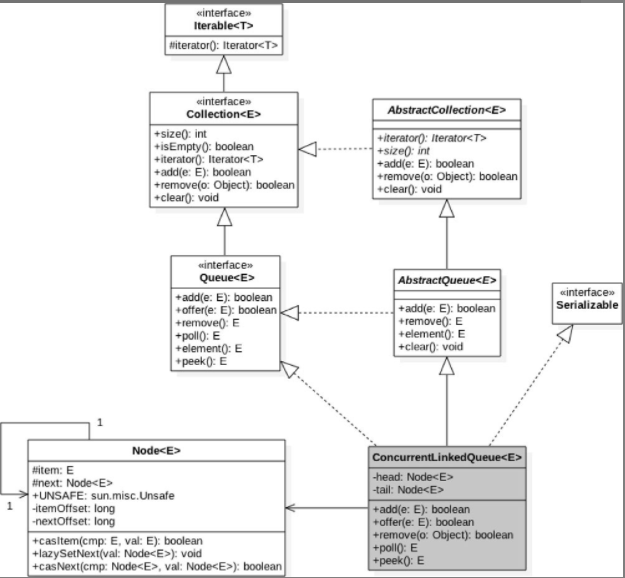 «interface»
Iterable<T>
#iterator(): Iterator<T>
«interface»
Collection<E>
+size(): int
+isEmpty(): boolean
+iterator(): Iterator<T>
+add(e: E): boolean
+remove(o: Object): boolean
+clear(): void
AbstractCollection<E>
+iterator(): Iterator<T>
+size(): int
+add(e: E): boolean
+remove(o: Object): boolean
+clear(): void
«interface»
Queue<E>
+add(e: E): boolean
+offer(e: E): boolean
+remove(): E
+poll(): E
+element(): E
+peek(): E
AbstractQueue<E>
+add(e: E): boolean
+remove(): E
+element(): E
+clear(): void
«interface»
Serializable
1
1
Node<E>
#item: E
#next: Node<E>
+UNSAFE: sun.misc.Unsafe
-itemOffset: long
-nextOffset: long
+casItem(cmp: E, val: E): boolean
+lazySetNext(val: Node<E>): void
+casNext(cmp: Node<E>, val: Node<E>): boolean
ConcurrentLinkedQueue<E>
-head: Node<E>
-tail: Node<E>
+add(e: E): boolean
+offer(e: E): boolean
+remove(o: Object): boolean
+poll(): E
+peek(): E